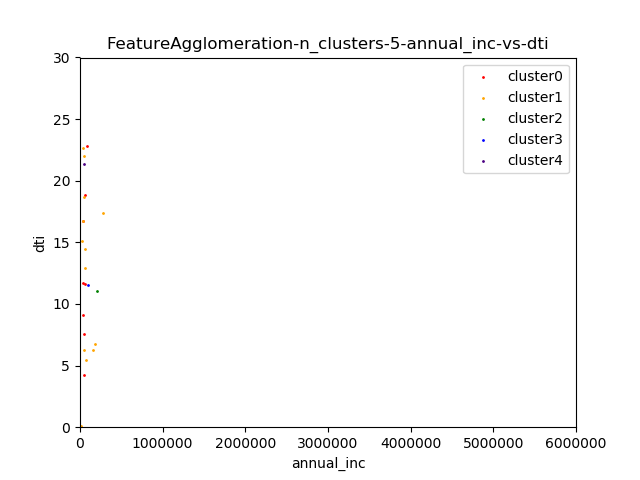 FeatureAgglomeration-n_clusters-5-annual_inc-vs-dti
cluster0
cluster1
cluster2
cluster3
cluster4
30
25
20
15
10
5
0
dti
0 1000000 2000000 3000000 4000000 5000000 6000000
annual_inc